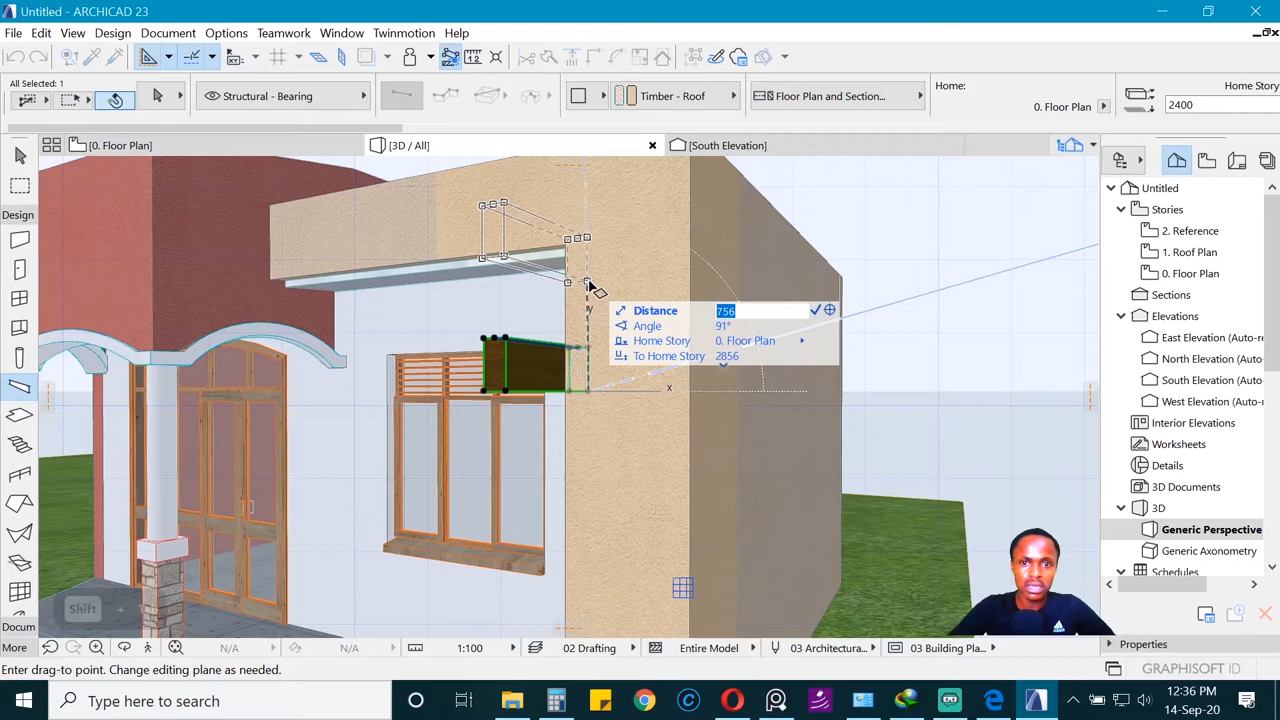 Untitled - ARCHICAD 23
File Edit View Design Document Options Teamwork Window Twinmotion Help
All Selected: 1
Structural - Bearing
Timber - Roof
Floor Plan and Section...
Home:
0. Floor Plan
Home Story
2400
[0. Floor Plan]
[3D / All]
[South Elevation]
Design
Untitled
Stories
2. Reference
1. Roof Plan
0. Floor Plan
Sections
Elevations
East Elevation (Auto-r
North Elevation (Auto-
South Elevation (Auto-
West Elevation (Auto-r
Interior Elevations
Worksheets
Details
3D Documents
3D
Generic Perspective
Generic Axonometry
Schedules
Distance 756
Angle 91°
Home Story 0. Floor Plan
To Home Story 2856
y
x
Shift +
Docum
More
N/A
N/A
1:100
02 Drafting
Entire Model
03 Architectura...
03 Building Pla...
Properties
Enter drag-to point. Change editing plane as needed.
GRAPHISOFT ID
Type here to search
12:36 PM
14-Sep-20